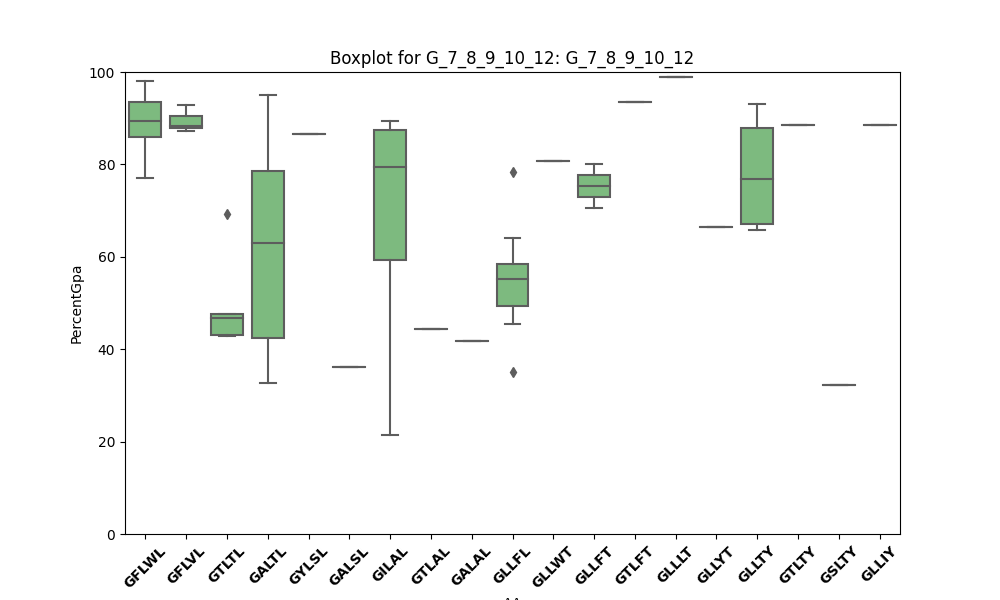 Boxplot for G_7_8_9_10_12: G_7_8_9_10_12
100
80
60
40
20
0
PercentGpa
GFLWL GFLVL GTLTL GALTL GYLSL GALSL GILAL GTLAL GALAL GLLFL GLLWT GLLFT GTLFT GLLLT GLLYT GLLTY GTLTY GSLTY GLLIY